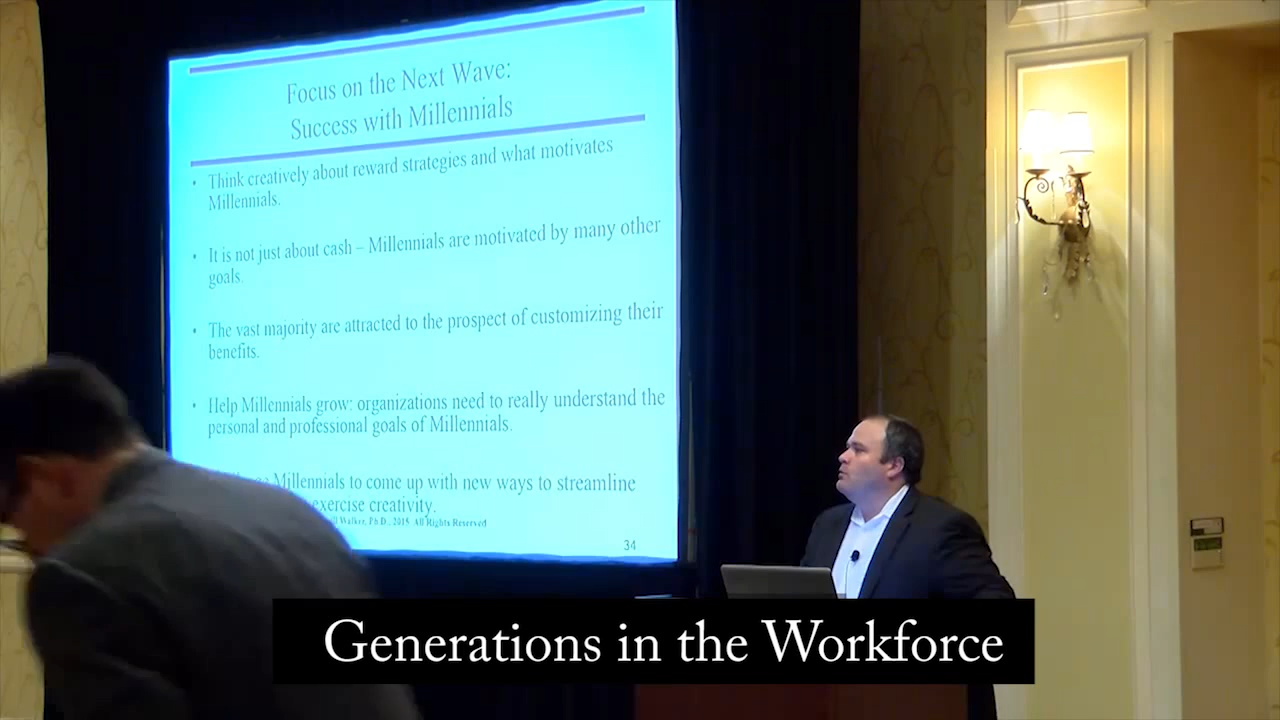 Focus on the Next Wave:
Success with Millennials
• Think creatively about reward strategies and what motivates
Millennials.
• It is not just about cash – Millennials are motivated by many other
goals.
• The vast majority are attracted to the prospect of customizing their
benefits.
• Help Millennials grow: organizations need to really understand the
personal and professional goals of Millennials.
Millennials to come up with new ways to streamline
exercise creativity.
Walker, Ph.D., 2015 All Rights Reserved
34
Generations in the Workforce